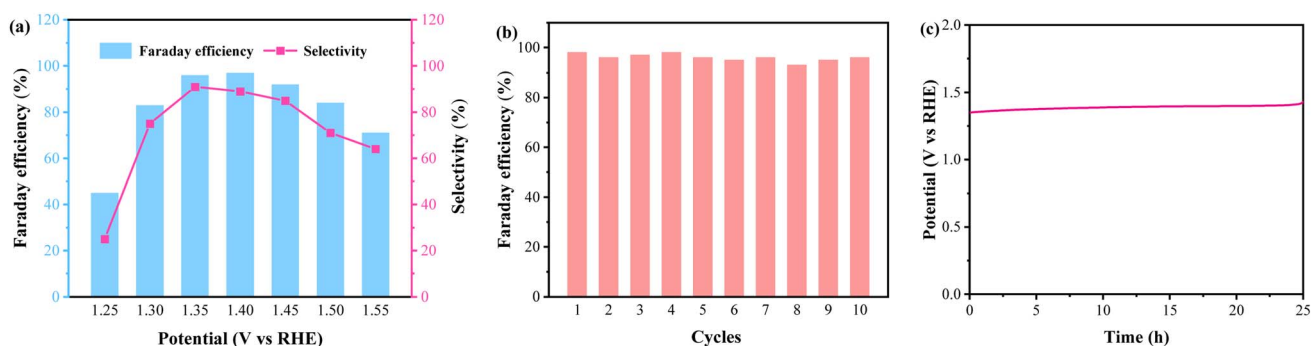 (a)
Faraday efficiency
Selectivity
Faraday efficiency (%)
120
100
80
60
40
20
0
1.25 1.30 1.35 1.40 1.45 1.50 1.55
Potential (V vs RHE)
120
100
80
60
40
20
0
Selectivity (%)
(b)
Faraday efficiency (%)
100
80
60
40
20
0
1 2 3 4 5 6 7 8 9 10
Cycles
(c)
Potential (V vs RHE)
2.0
1.5
1.0
0.5
0.0
0 5 10 15 20 25
Time (h)